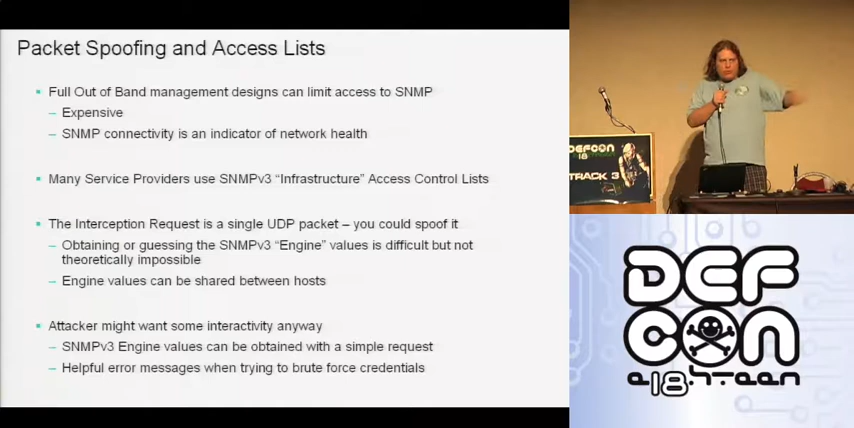 Packet Spoofing and Access Lists
▪ Full Out of Band management designs can limit access to SNMP
– Expensive
– SNMP connectivity is an indicator of network health
▪ Many Service Providers use SNMPv3 “Infrastructure” Access Control Lists
▪ The Interception Request is a single UDP packet – you could spoof it
– Obtaining or guessing the SNMPv3 “Engine” values is difficult but not
theoretically impossible
– Engine values can be shared between hosts
▪ Attacker might want some interactivity anyway
– SNMPv3 Engine values can be obtained with a simple request
– Helpful error messages when trying to brute force credentials
DEFCON
18
TRACK 3
DEF
CON
e18hteen